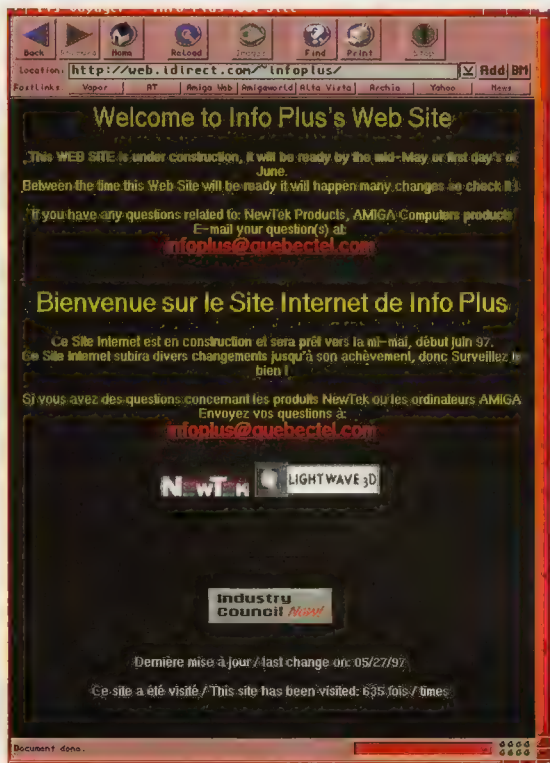 Back
Home
Reload
Images
Find
Print
Stop
Location: http://web.idirect.com/~infoplus/
Add BM
Fastlinks Vapor AT Amiga Web Amigaworld Alta Vista Archie Yahoo News
Welcome to Info Plus's Web Site
This WEB SITE is under construction, it will be ready by the mid-May or first day's of
June.
Between the time this Web Site will be ready it will happen many changes so check it
If you have any questions related to: NewTek Products, AMIGA Computers products
E-mail your question(s) at:
infoplus@quebectel.com
Bienvenue sur le Site Internet de Info Plus
Ce Site Internet est en construction et sera prêt vers la mi-mai, début juin 97.
Ce Site Internet subira divers changements jusqu'à son achèvement, donc Surveillez
bien !
Si vous avez des questions concernant les produits NewTek ou les ordinateurs AMIGA
Envoyez vos questions à:
infoplus@quebectel.com
NewTek
LIGHTWAVE 3D
Industry
Council Now!
Dernière mise à jour / last change on: 05/27/97
Ce site a été visité / This site has been visited: 635 fois / times
Document done.